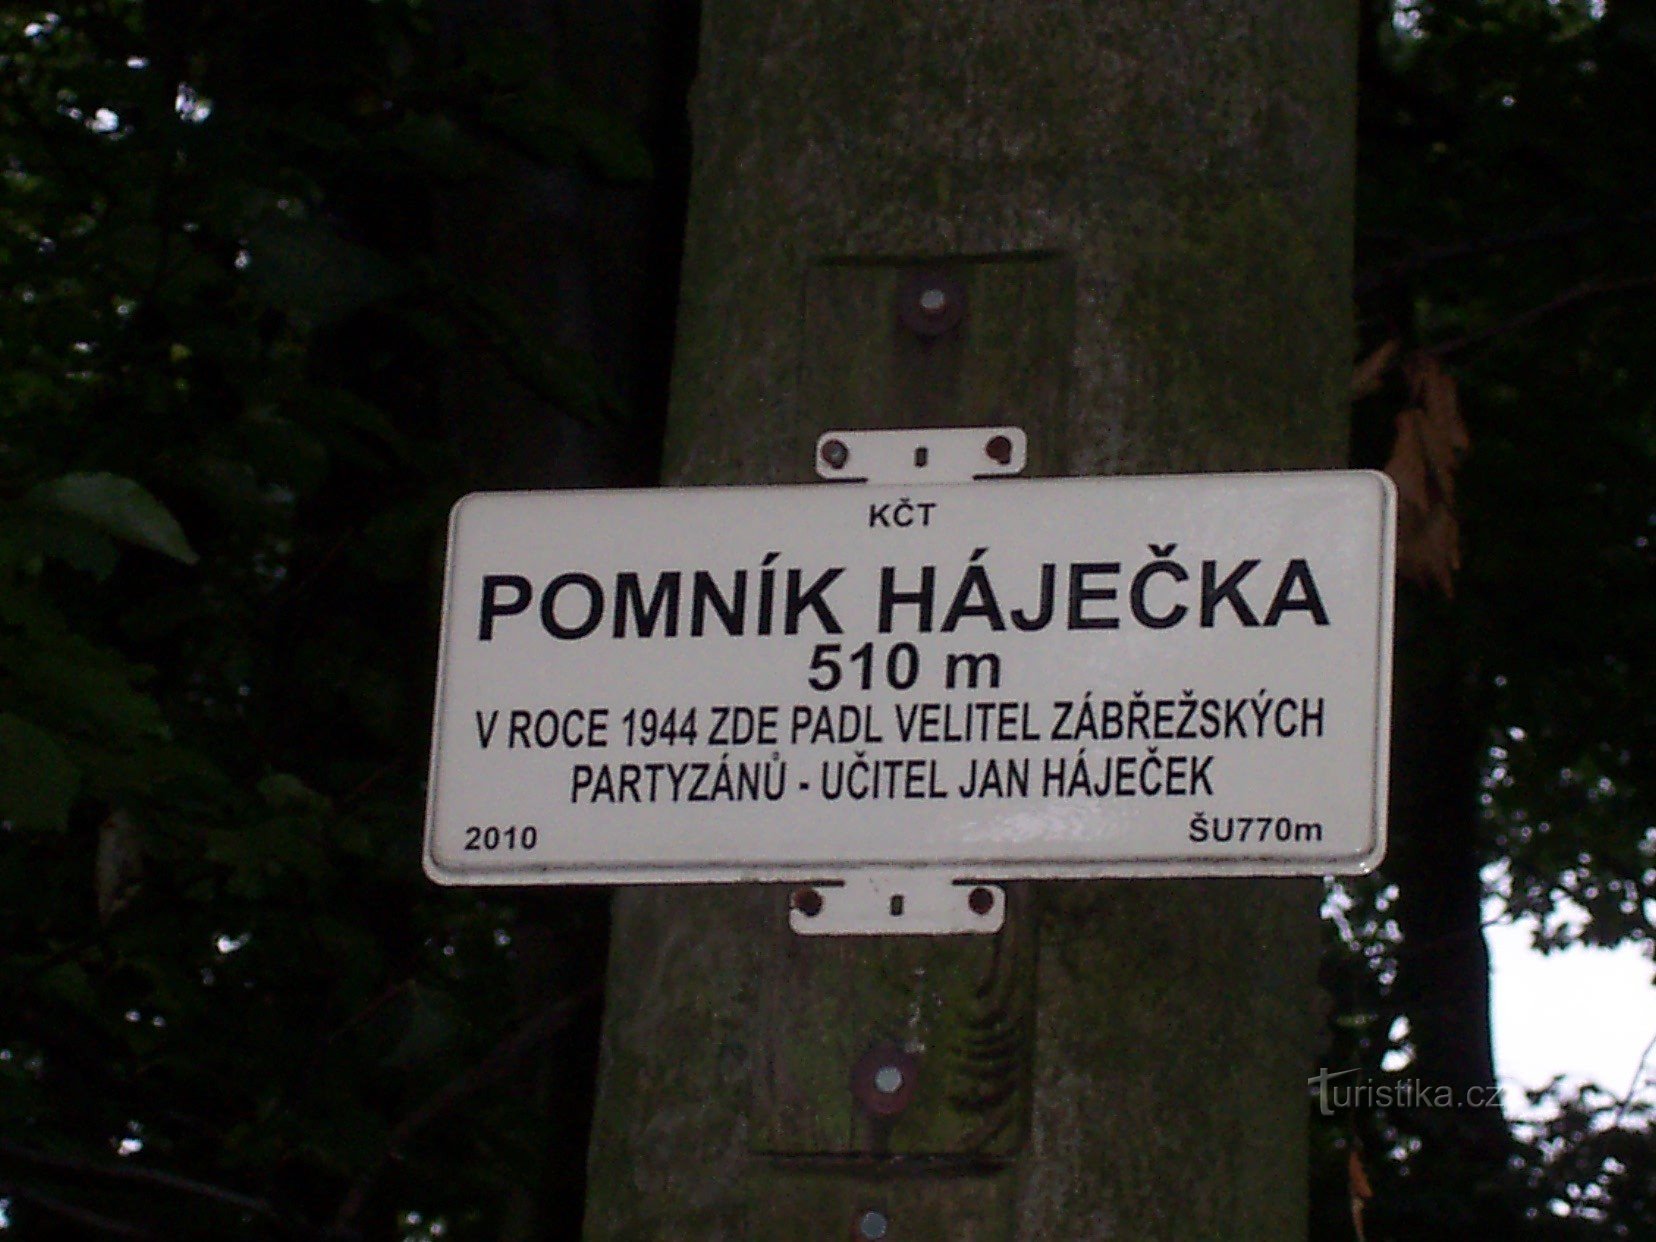 KČT
POMNÍK HÁJEČKA
510 m
V ROCE 1944 ZDE PADL VELITEL ZÁBŘEŽSKÝCH
PARTYZÁNŮ - UČITEL JAN HÁJEČEK
2010 ŠU770m
Turistika.cz